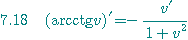 7.18 (arcctgv)′=− v′ / 1 + v²